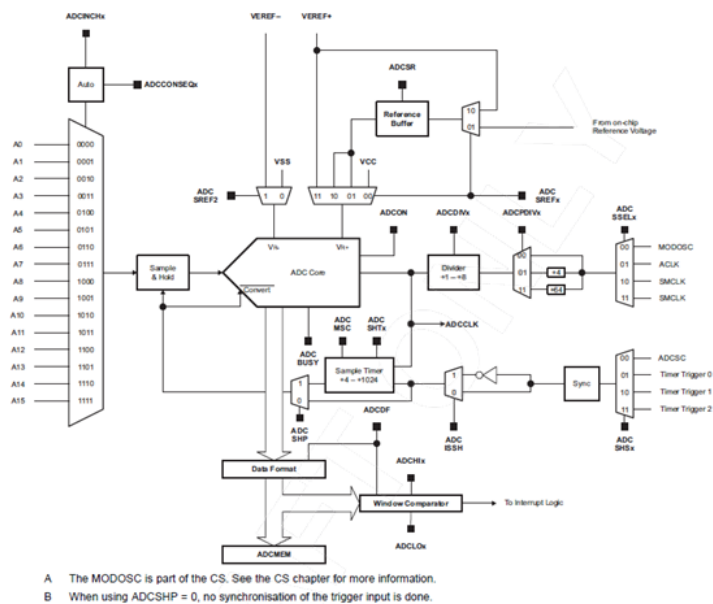 ADCINCHx
VEREF–
VEREF+
Auto
ADCCONSEQx
ADCSR
Reference
Buffer
10
01
From on-chip
Reference Voltage
A0
A1
A2
A3
A4
A5
A6
A7
A8
A9
A10
A11
A12
A13
A14
A15
0000
0001
0010
0011
0100
0101
0110
0111
1000
1001
1010
1011
1100
1101
1110
1111
VSS
VCC
ADC
SREF2
1 0
11 10 01 00
ADC
SREFx
Sample
& Hold
VR-
VR+
ADC Core
Convert
ADCON
ADCDIVx
ADCPDIVx
ADC
SSELx
Divider
÷1 – ÷8
00
01
11
÷4
÷64
00
01
10
11
MODOSC
ACLK
SMCLK
SMCLK
ADC
BUSY
ADC
MSC
ADC
SHTx
ADCCLK
Sample Timer
÷4 – ÷1024
1
0
ADC
SHP
ADCDF
1
0
ADC
ISSH
Sync
00
01
10
11
ADCSC
Timer Trigger 0
Timer Trigger 1
Timer Trigger 2
ADC
SHSx
Data Format
ADCHIx
Window Comparator
To Interrupt Logic
ADCLOx
ADCMEM
A The MODOSC is part of the CS. See the CS chapter for more information.
B When using ADCSHP = 0, no synchronisation of the trigger input is done.